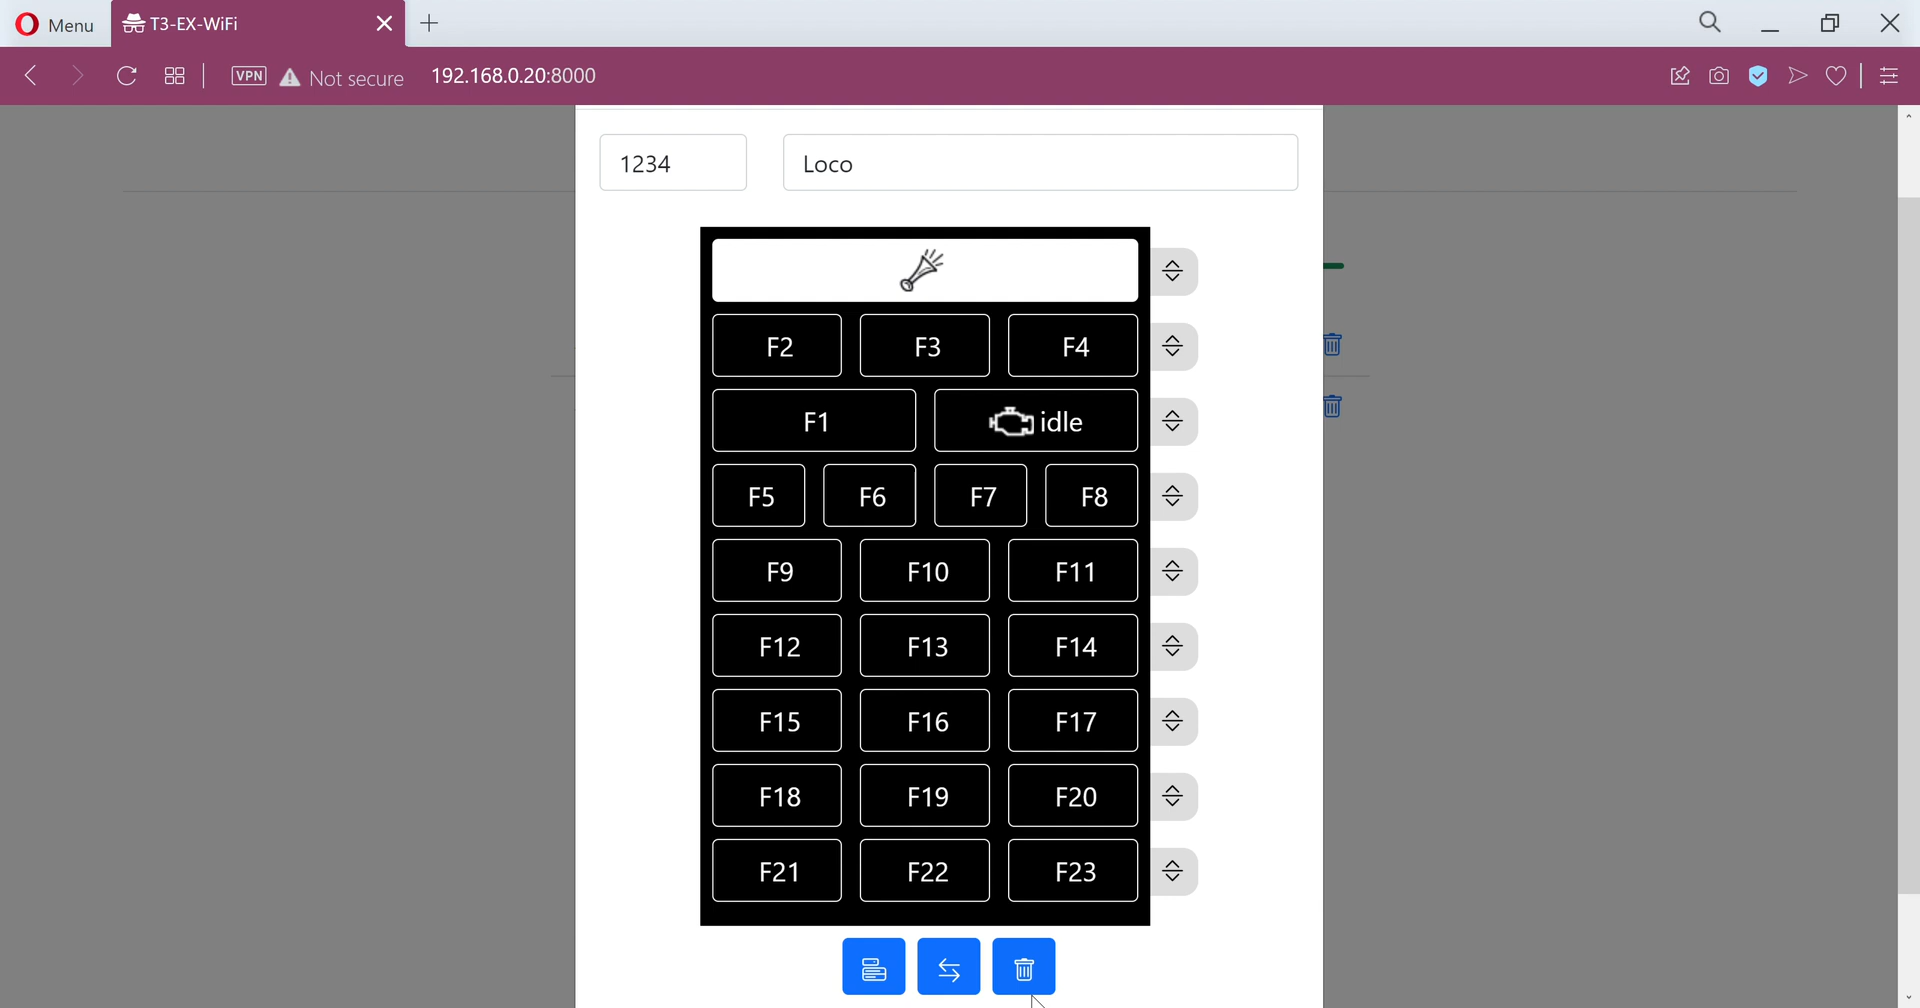 Menu
T3-EX-WiFi
VPN
Not secure
192.168.0.20:8000
1234
Loco
F2 F3 F4
F1 idle
F5 F6 F7 F8
F9 F10 F11
F12 F13 F14
F15 F16 F17
F18 F19 F20
F21 F22 F23